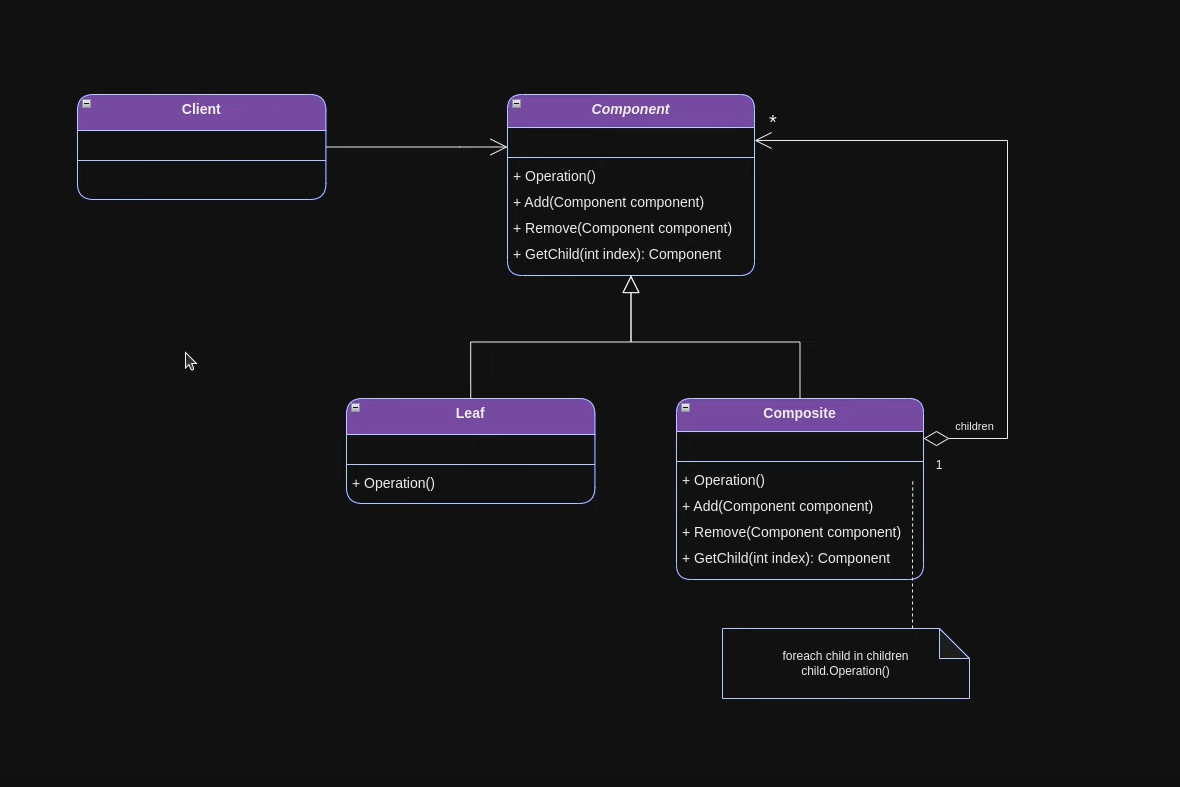 Client
Component
*
+ Operation()
+ Add(Component component)
+ Remove(Component component)
+ GetChild(int index): Component
Leaf
+ Operation()
Composite
children
1
+ Operation()
+ Add(Component component)
+ Remove(Component component)
+ GetChild(int index): Component
foreach child in children
child.Operation()